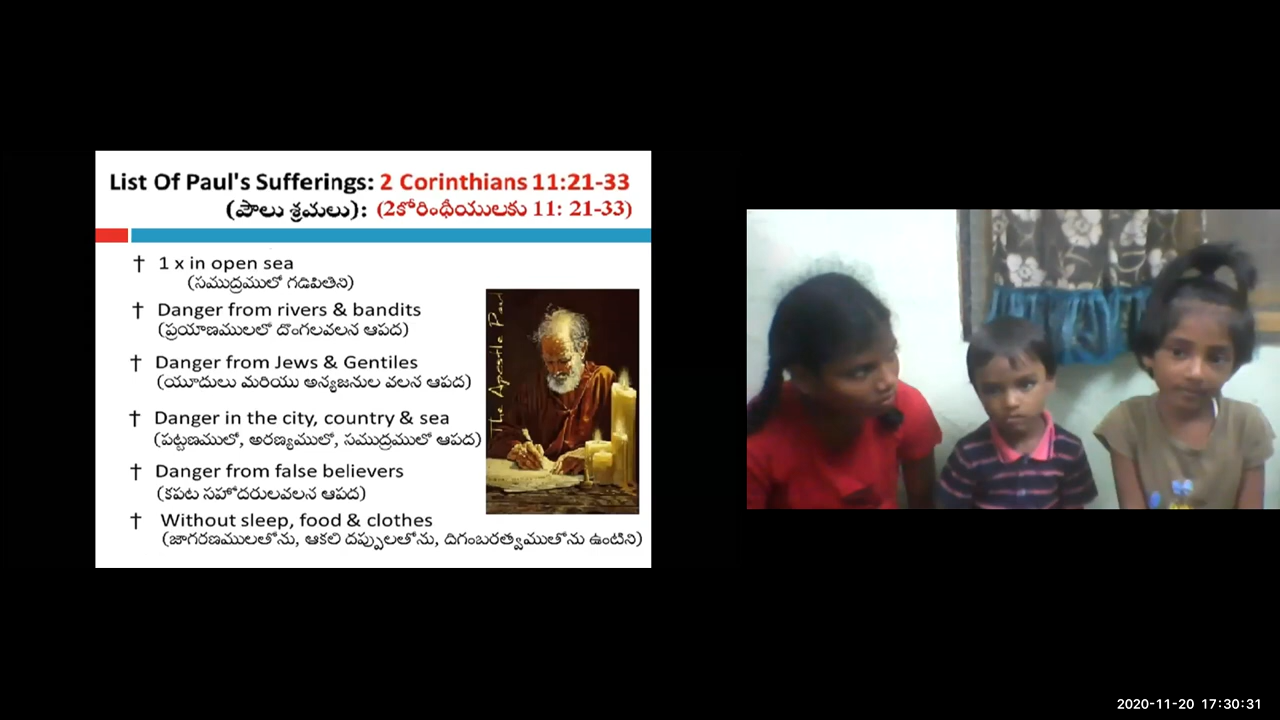 List Of Paul's Sufferings: 2 Corinthians 11:21-33
(పౌలు శ్రమలు): (2కోరింథీయులకు 11: 21-33)
† 1 x in open sea
(సముద్రములో గడిపితిని)
† Danger from rivers & bandits
(ప్రయాణములలో దొంగలవలన ఆపద)
† Danger from Jews & Gentiles
(యూదులు మరియు అన్యజనుల వలన ఆపద)
† Danger in the city, country & sea
(పట్టణములో, అరణ్యములో, సముద్రములో ఆపద)
† Danger from false believers
(కపట సహోదరులవలన ఆపద)
† Without sleep, food & clothes
(జాగరణములతోను, ఆకలి దప్పులతోను, దిగంబరత్వముతోను ఉంటిని)
The Apostle Paul
2020-11-20 17:30:31